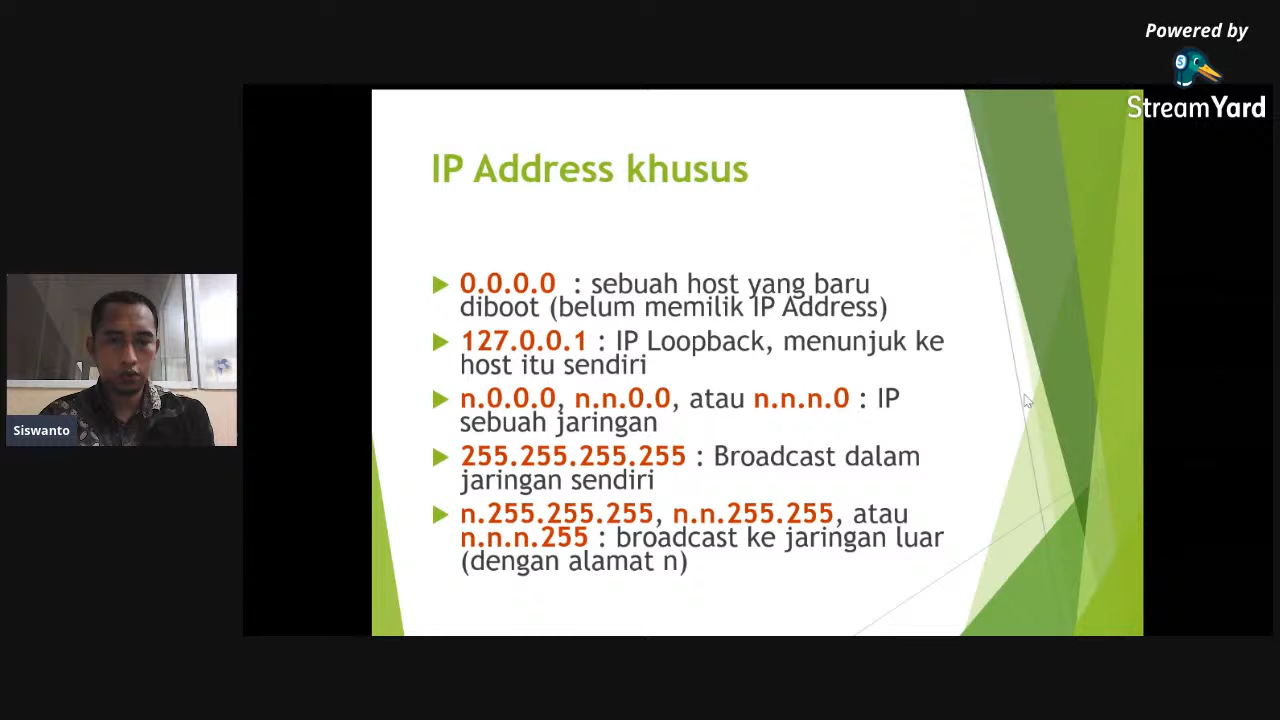 Powered by
StreamYard
IP Address khusus
0.0.0.0 : sebuah host yang baru
diboot (belum memilik IP Address)
127.0.0.1 : IP Loopback, menunjuk ke
host itu sendiri
n.0.0.0, n.n.0.0, atau n.n.n.0 : IP
sebuah jaringan
255.255.255.255 : Broadcast dalam
jaringan sendiri
n.255.255.255, n.n.255.255, atau
n.n.n.255 : broadcast ke jaringan luar
(dengan alamat n)
Siswanto